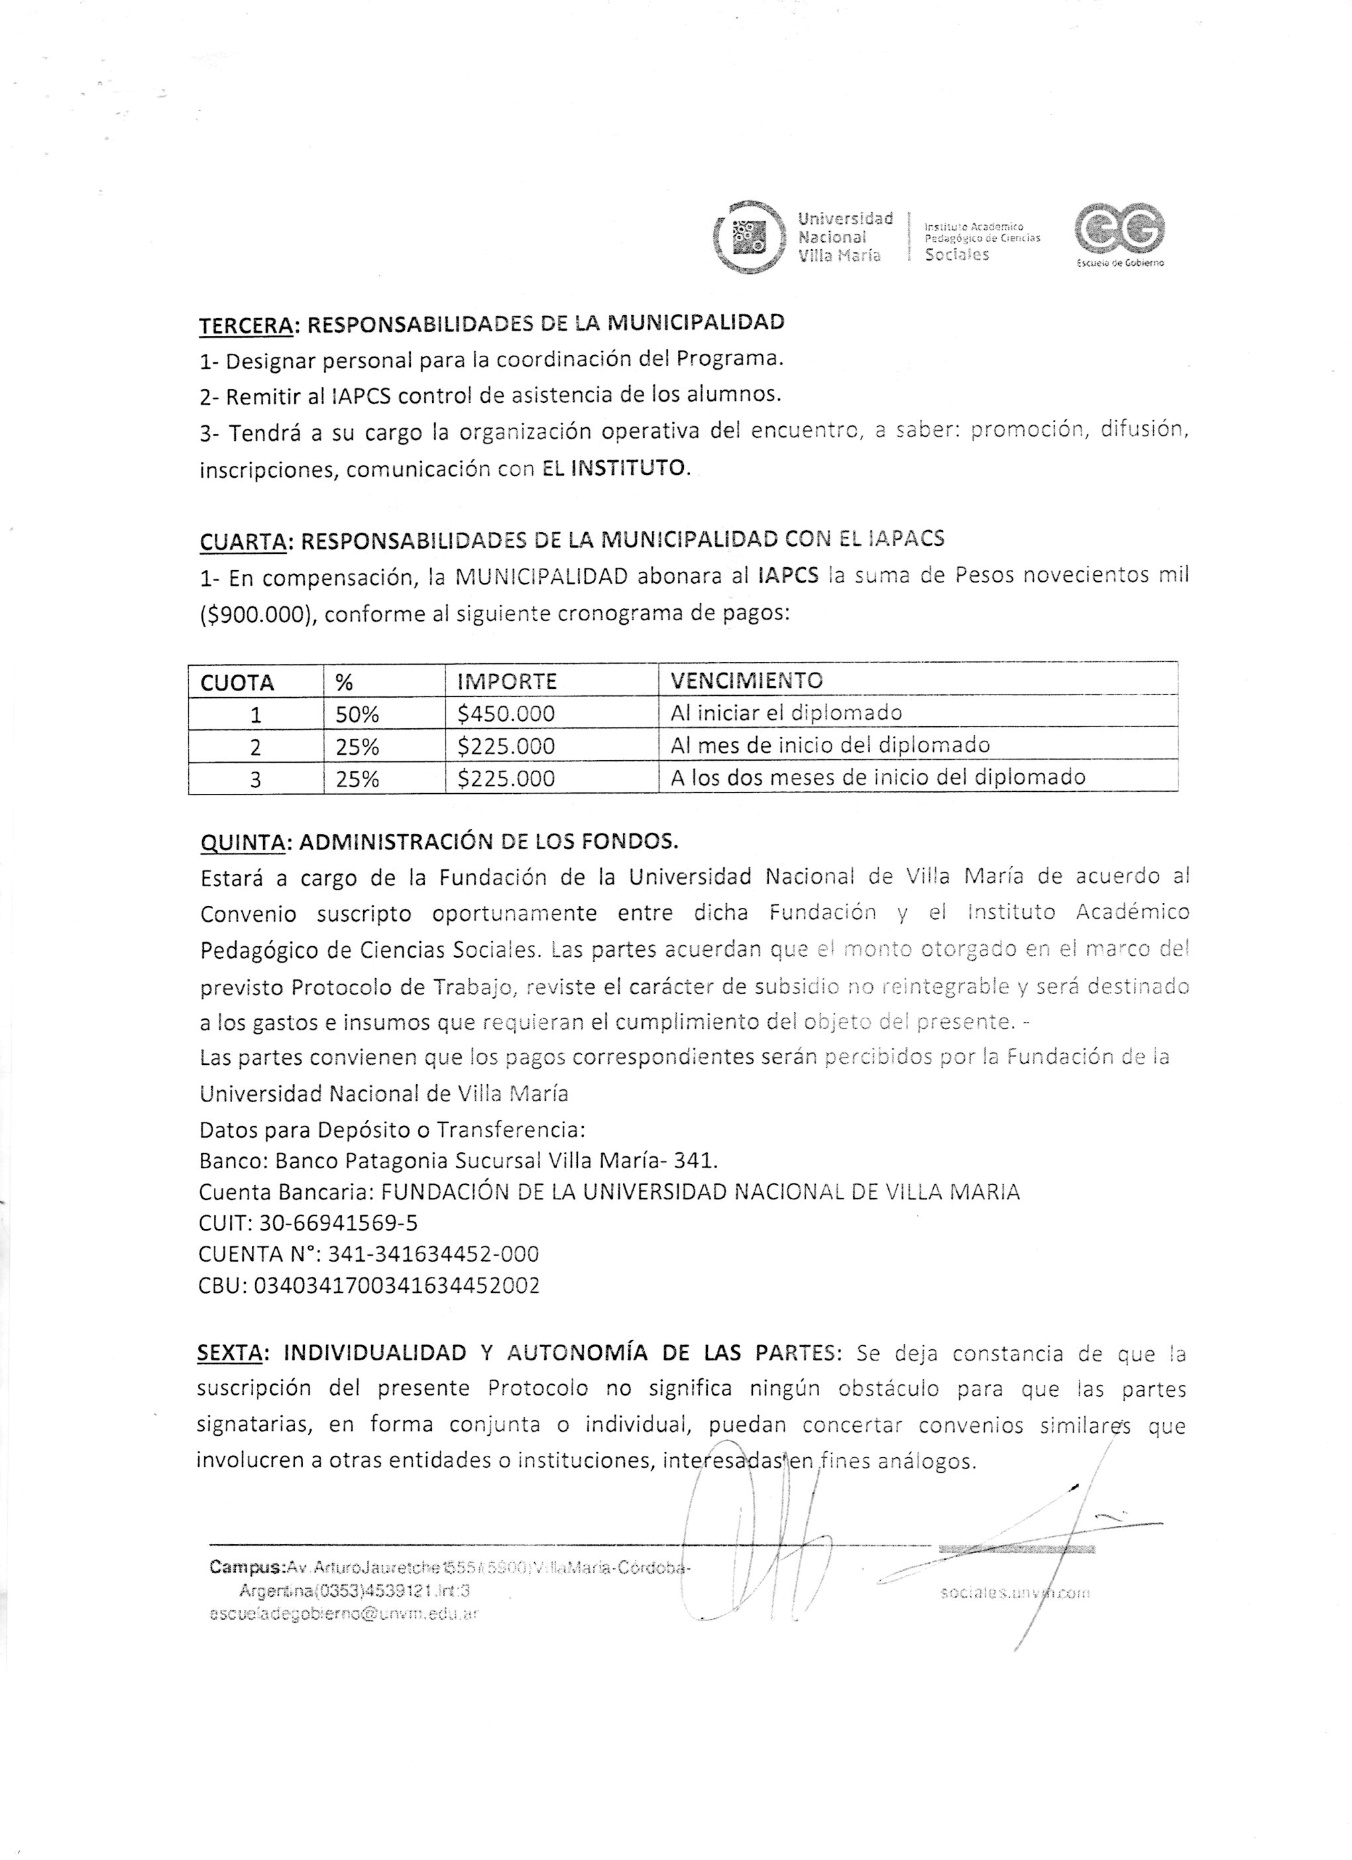 Universidad
Nacional
Villa María
Instituto Académico
Pedagógico de Ciencias
Sociales
eG
Escuela de Gobierno
TERCERA: RESPONSABILIDADES DE LA MUNICIPALIDAD
1- Designar personal para la coordinación del Programa.
2- Remitir al IAPCS control de asistencia de los alumnos.
3- Tendrá a su cargo la organización operativa del encuentro, a saber: promoción, difusión,
inscripciones, comunicación con EL INSTITUTO.
CUARTA: RESPONSABILIDADES DE LA MUNICIPALIDAD CON EL IAPACS
1- En compensación, la MUNICIPALIDAD abonara al IAPCS la suma de Pesos novecientos mil
($900.000), conforme al siguiente cronograma de pagos:
CUOTA % IMPORTE VENCIMIENTO
1 50% $450.000 Al iniciar el diplomado
2 25% $225.000 Al mes de inicio del diplomado
3 25% $225.000 A los dos meses de inicio del diplomado
QUINTA: ADMINISTRACIÓN DE LOS FONDOS.
Estará a cargo de la Fundación de la Universidad Nacional de Villa María de acuerdo al
Convenio suscripto oportunamente entre dicha Fundación y el Instituto Académico
Pedagógico de Ciencias Sociales. Las partes acuerdan que el monto otorgado en el marco del
previsto Protocolo de Trabajo, reviste el carácter de subsidio no reintegrable y será destinado
a los gastos e insumos que requieran el cumplimiento del objeto del presente. -
Las partes convienen que los pagos correspondientes serán percibidos por la Fundación de la
Universidad Nacional de Villa María
Datos para Depósito o Transferencia:
Banco: Banco Patagonia Sucursal Villa María- 341.
Cuenta Bancaria: FUNDACIÓN DE LA UNIVERSIDAD NACIONAL DE VILLA MARIA
CUIT: 30-66941569-5
CUENTA N°: 341-341634452-000
CBU: 0340341700341634452002
SEXTA: INDIVIDUALIDAD Y AUTONOMÍA DE LAS PARTES: Se deja constancia de que la
suscripción del presente Protocolo no significa ningún obstáculo para que las partes
signatarias, en forma conjunta o individual, puedan concertar convenios similares que
involucren a otras entidades o instituciones, interesadas en fines análogos.
Campus:Av.ArturoJauretche1555(5900)VillaMaría-Córdoba-
Argentina(0353)4539121.Int:3
sociales.unvm.com
escueladegobierno@unvm.edu.ar